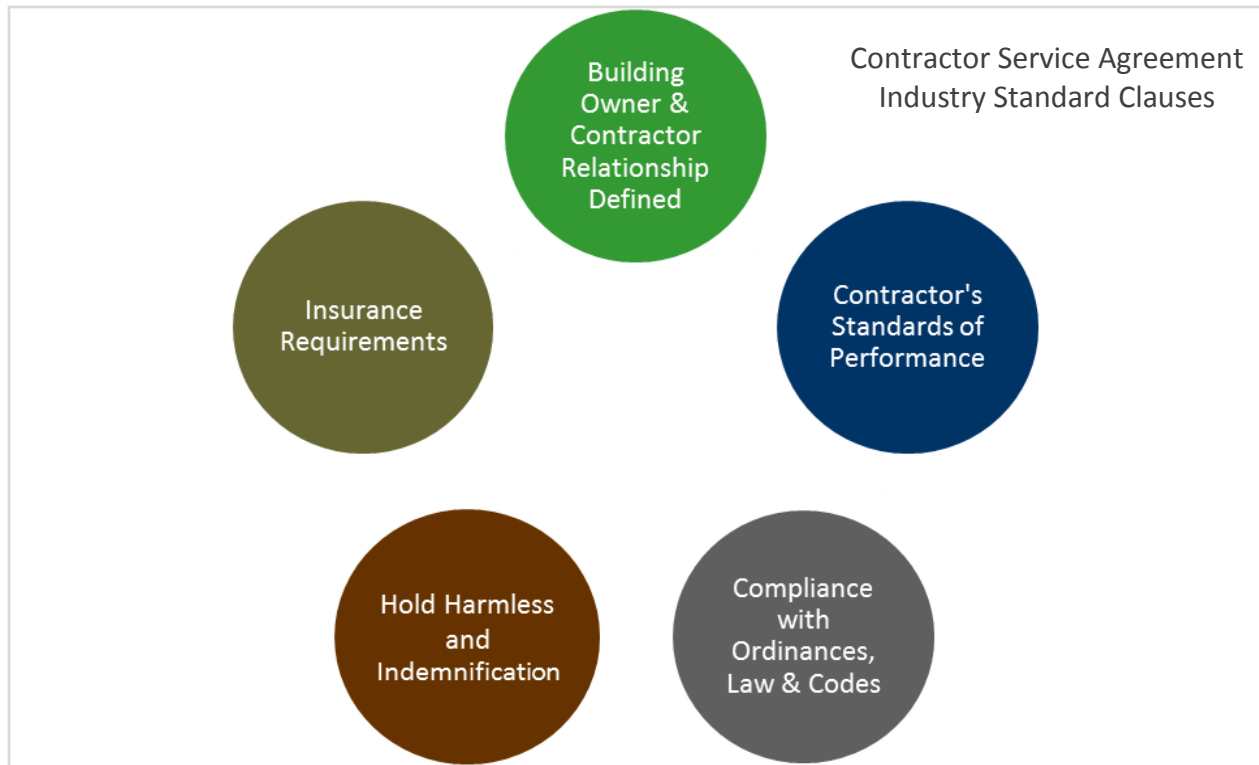 Contractor Service Agreement
Industry Standard Clauses
Building
Owner &
Contractor
Relationship
Defined
Contractor's
Standards of
Performance
Compliance
with
Ordinances,
Law & Codes
Hold Harmless
and
Indemnification
Insurance
Requirements